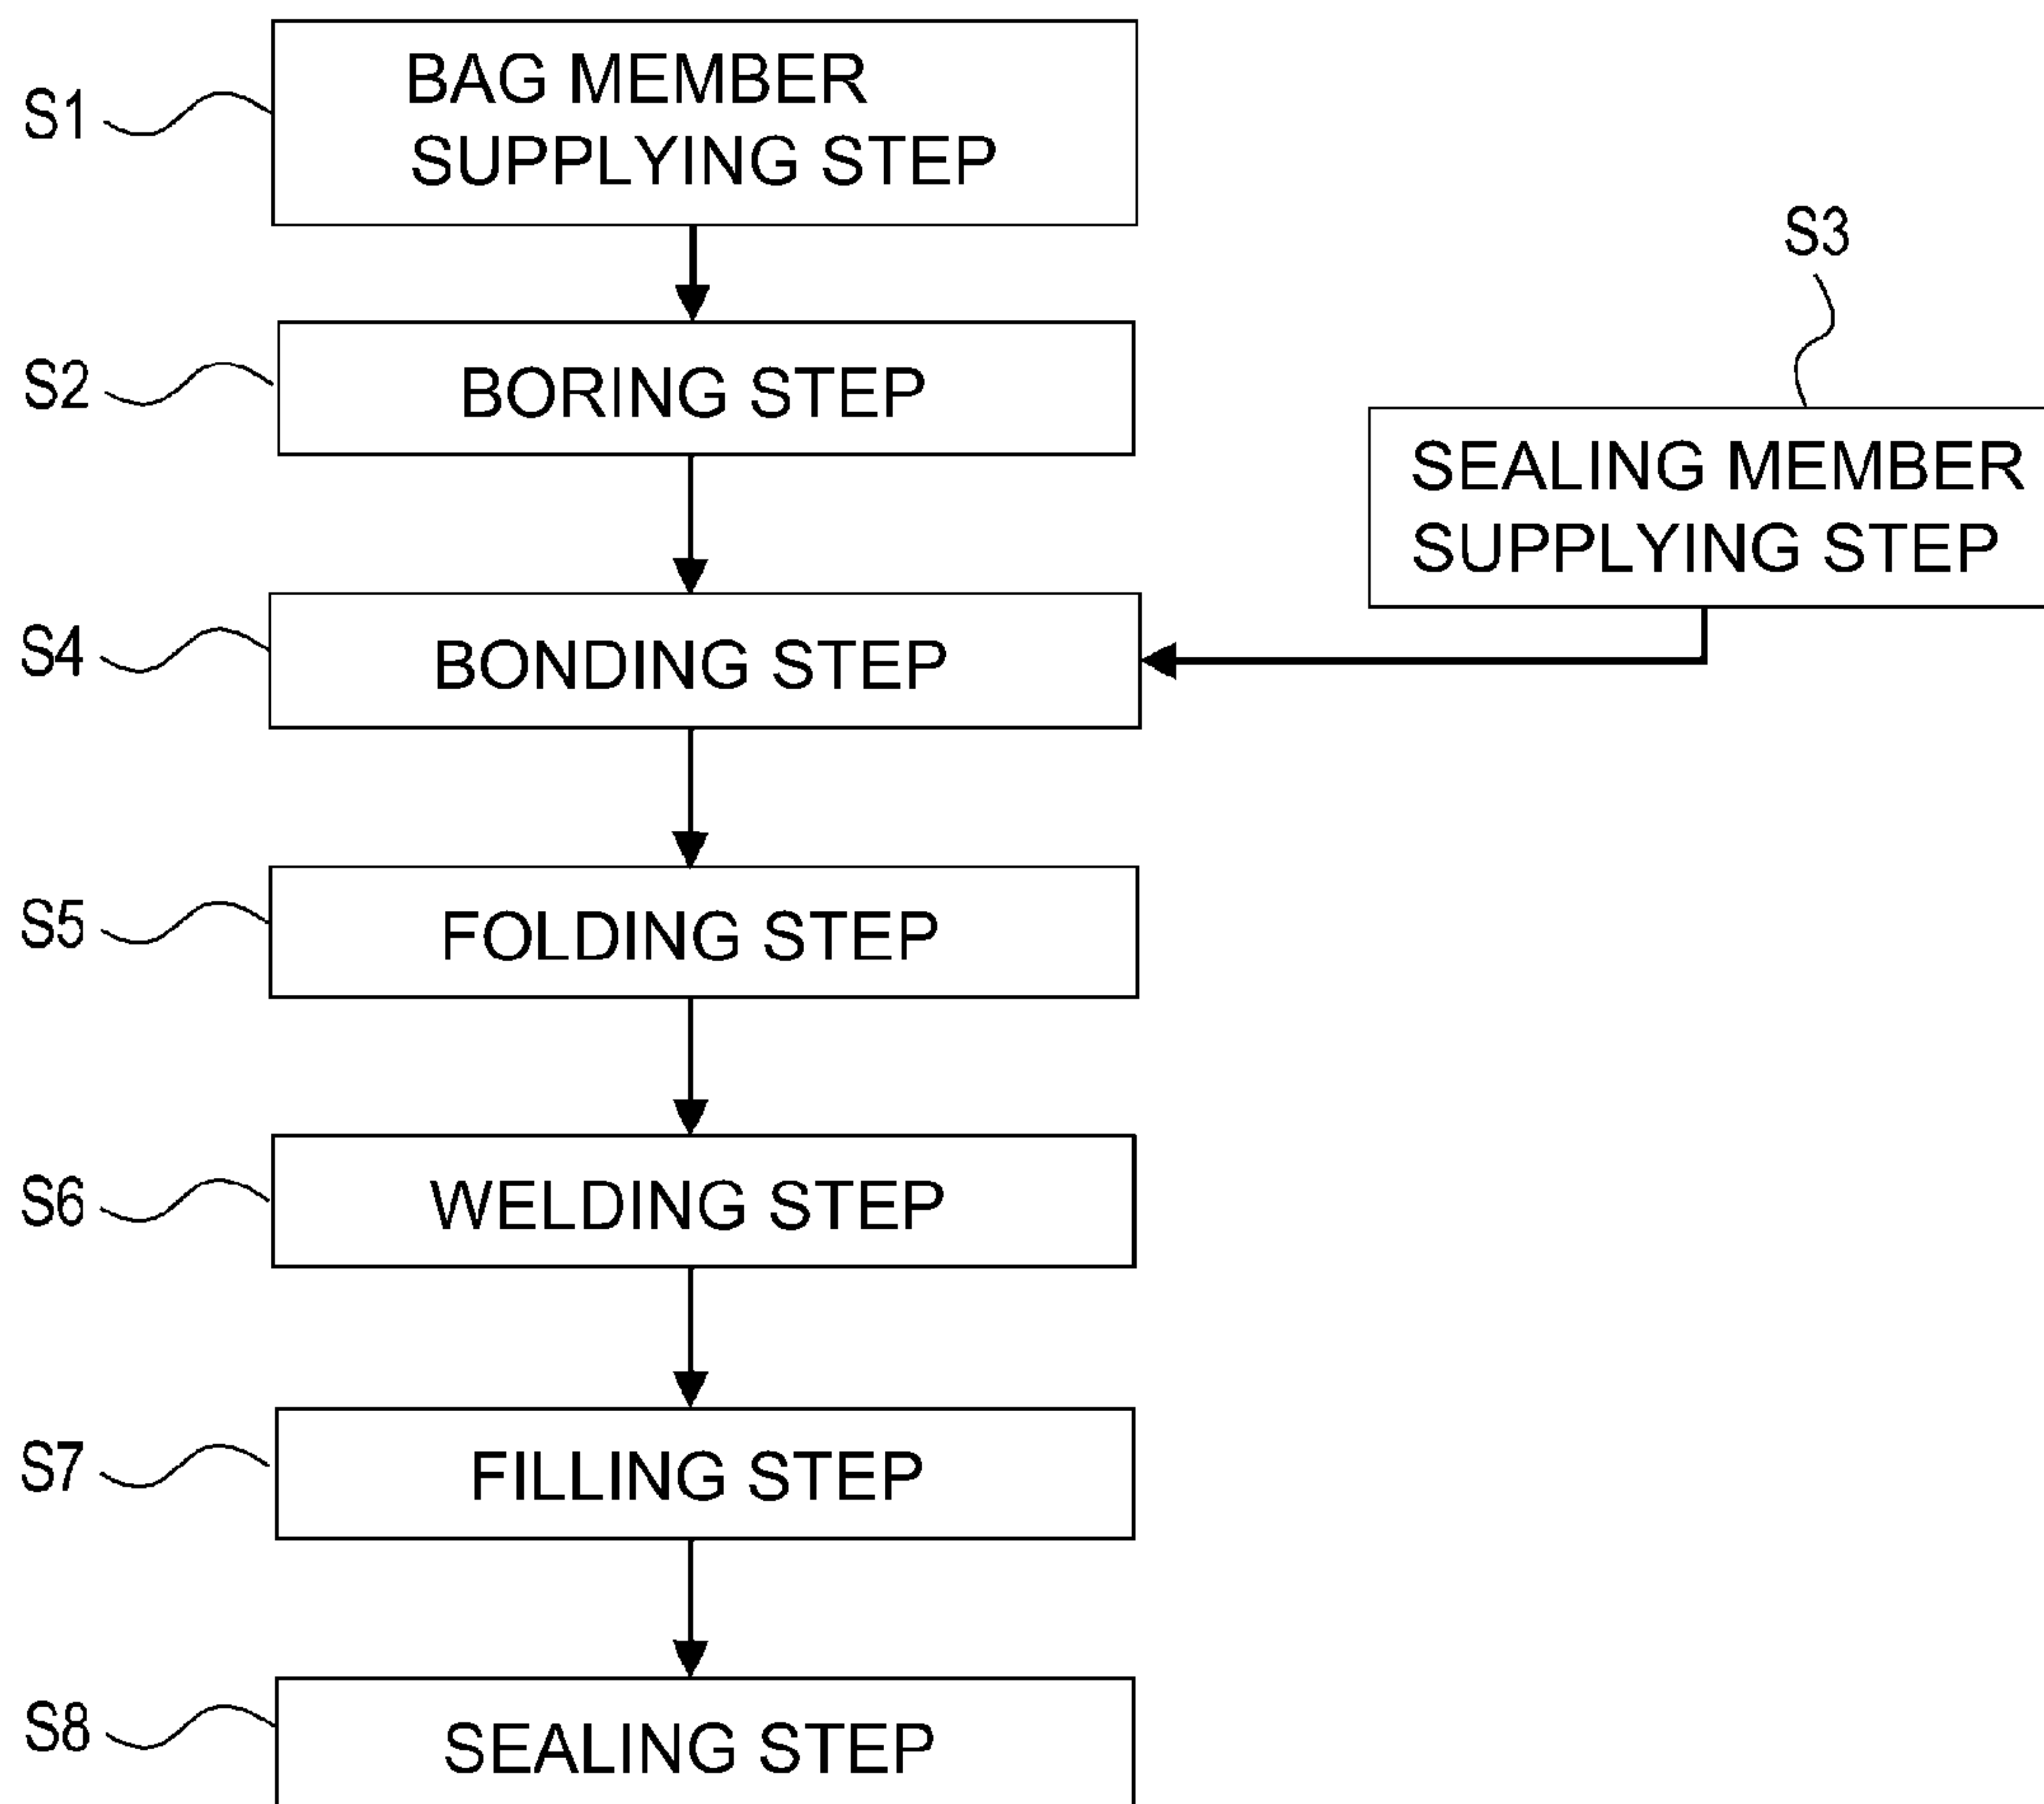 S1
BAG MEMBER
SUPPLYING STEP
S2
BORING STEP
S3
SEALING MEMBER
SUPPLYING STEP
S4
BONDING STEP
S5
FOLDING STEP
S6
WELDING STEP
S7
FILLING STEP
S8
SEALING STEP